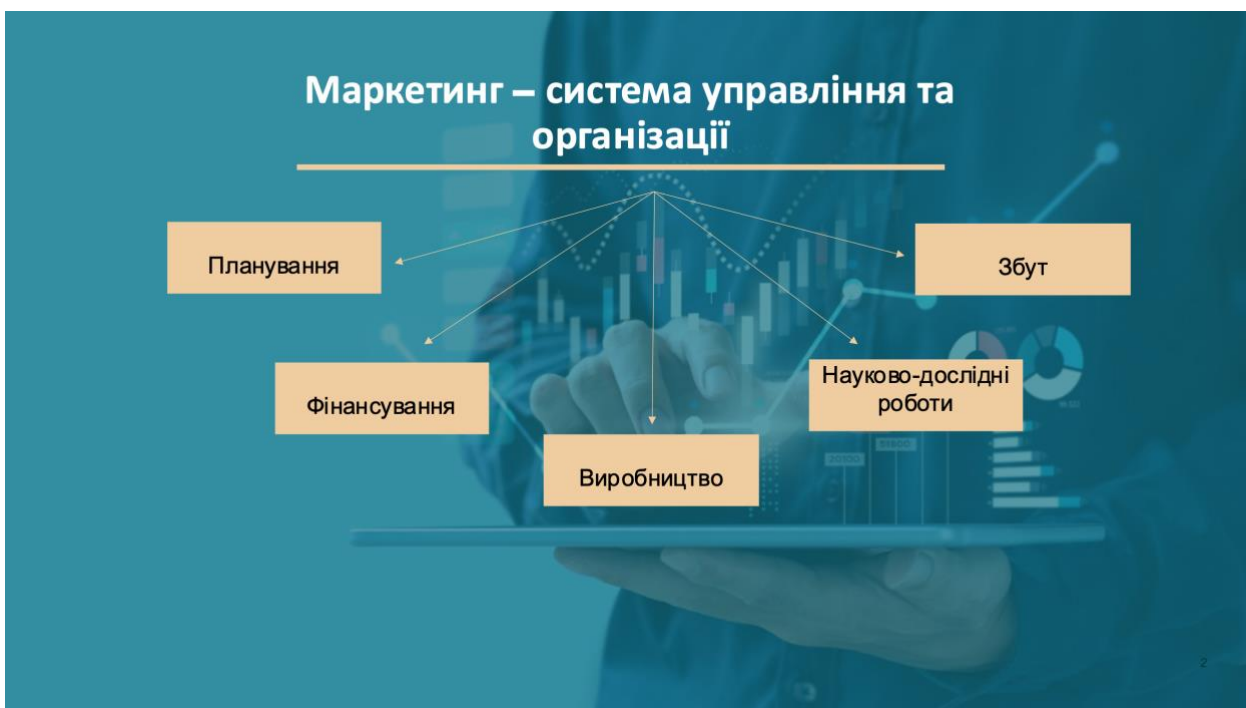 Маркетинг – система управління та
організації
Планування
Збут
Фінансування
Науково-дослідні
роботи
Виробництво
2